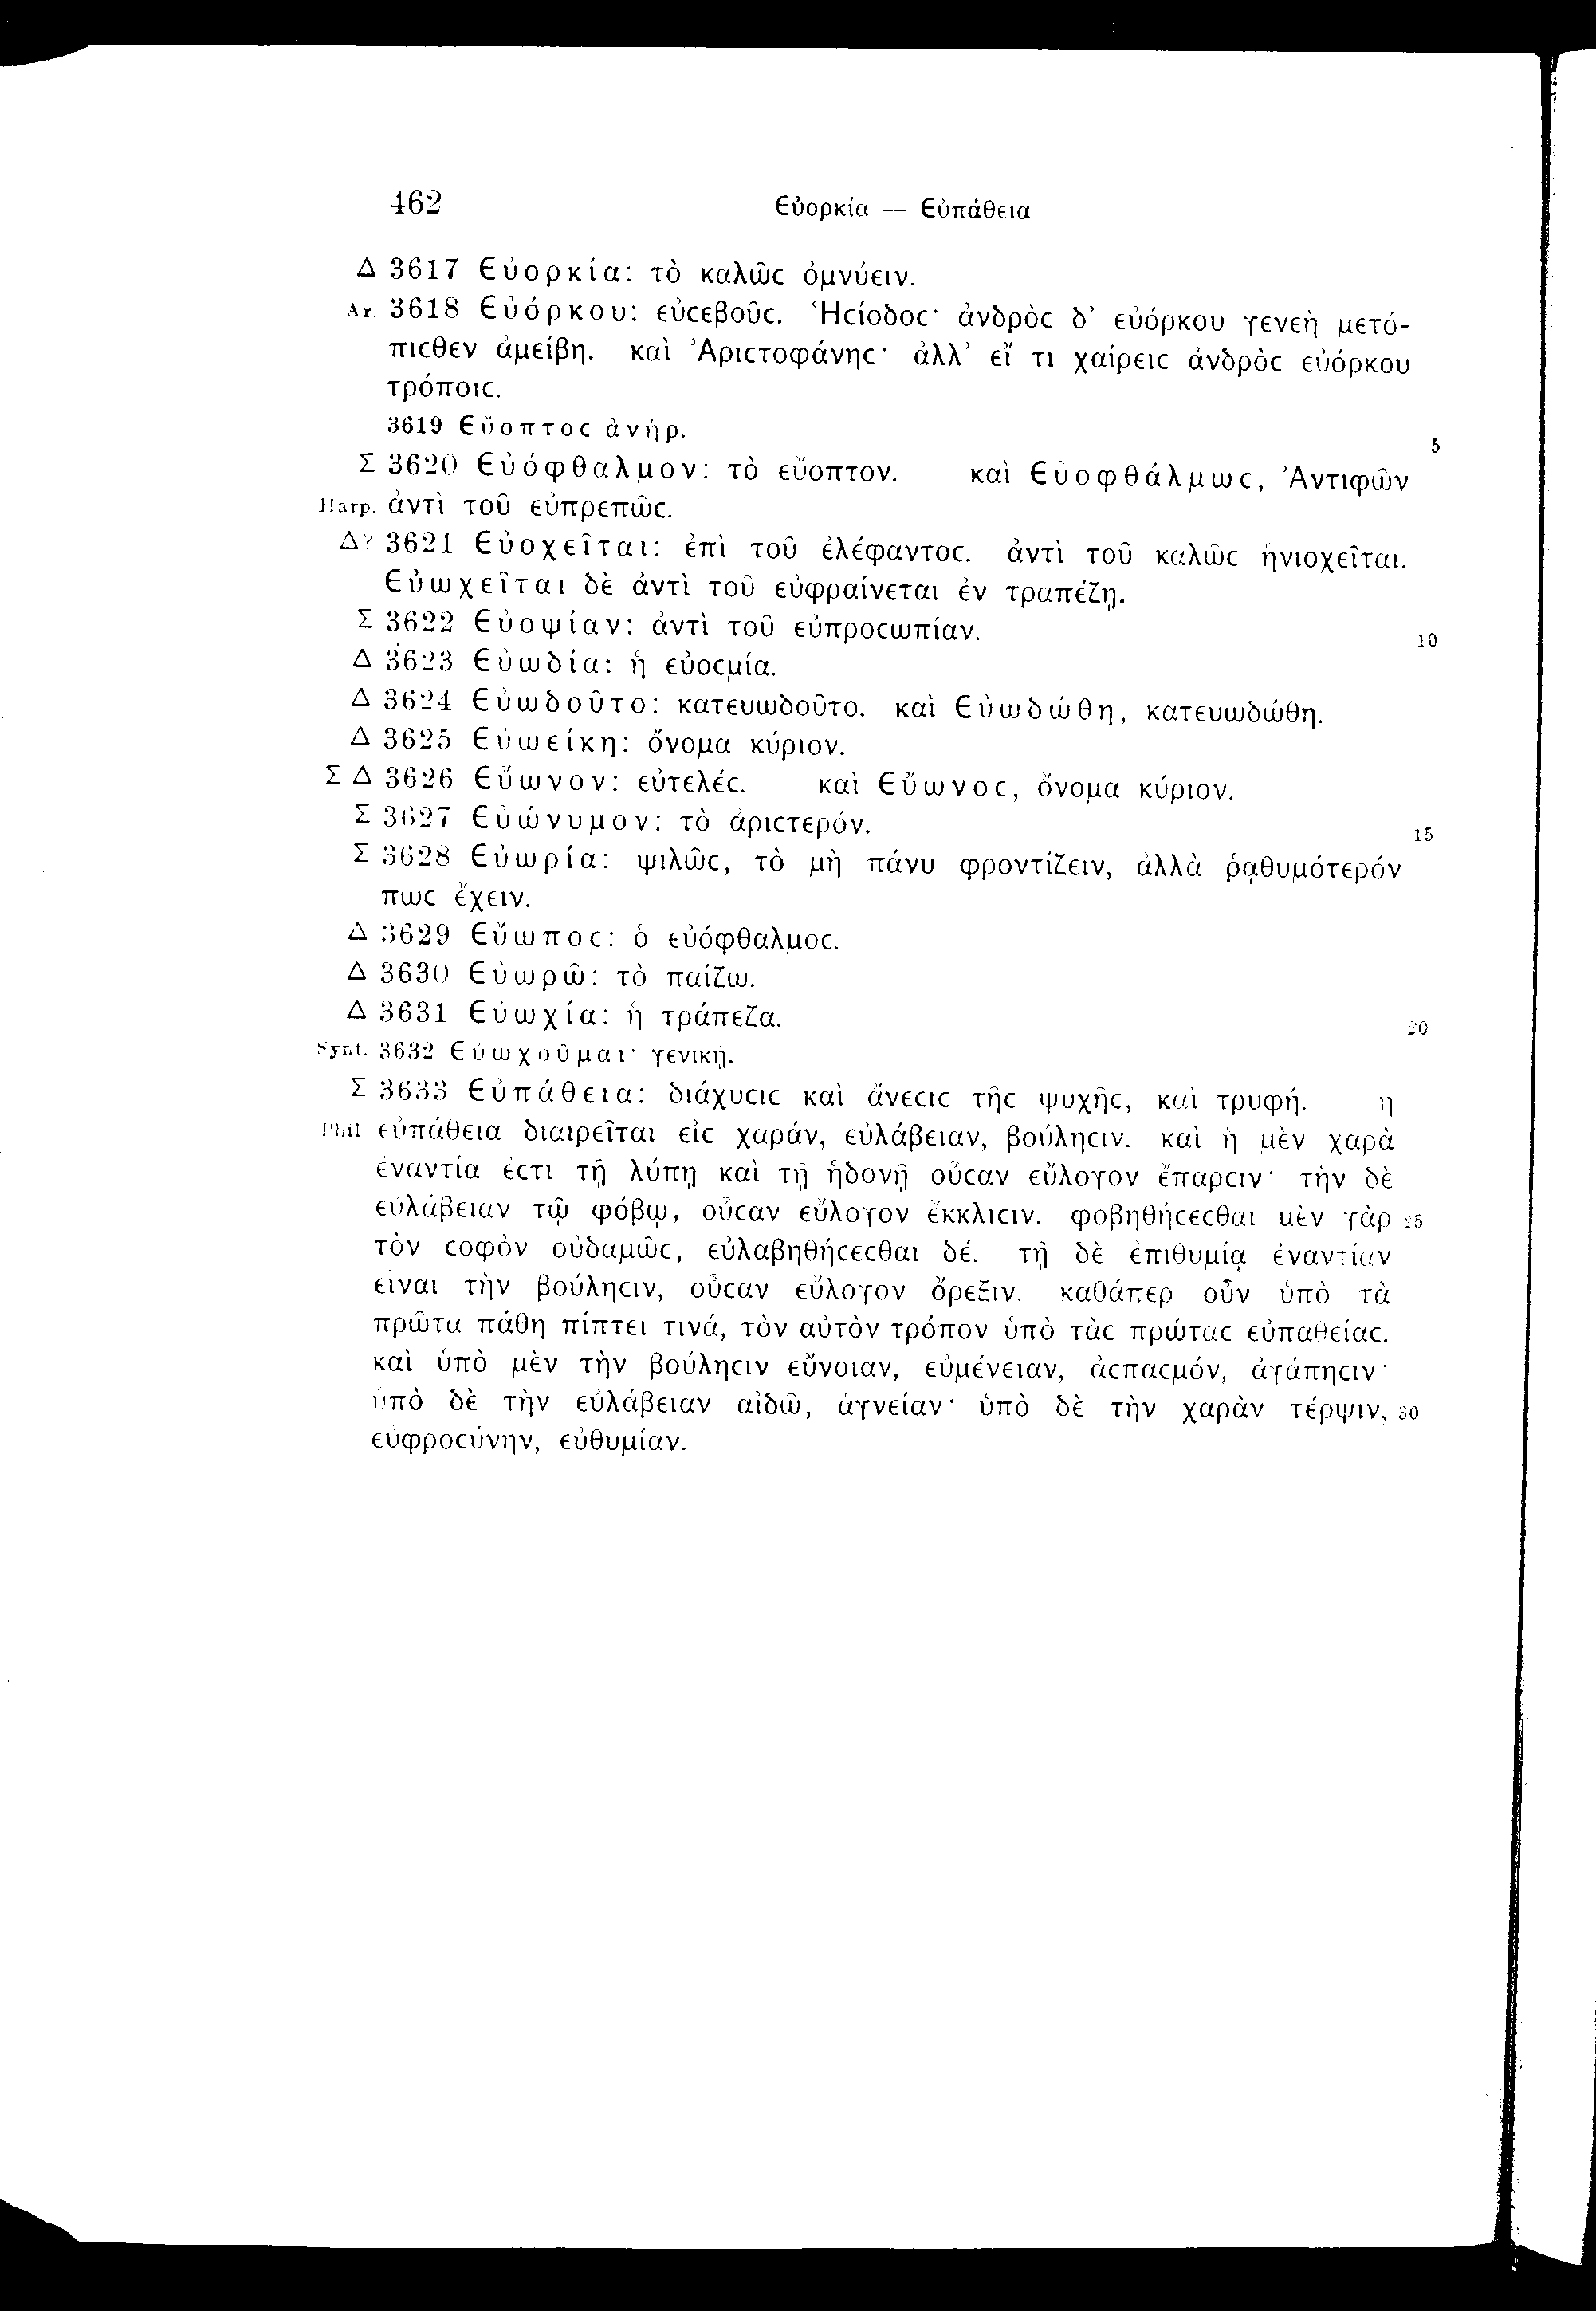 462 Εὐορκία — Εὐπάθεια
Δ 3617 Εὐορκία: τὸ καλῶϲ ὀμνύειν.
Ar. 3618 Εὐόρκου: εὐϲεβοῦϲ. Ἡϲίοδοϲ· ἀνδρὸϲ δ’ εὐόρκου γενεὴ μετό-
πιϲθεν ἀμείβη. καὶ Ἀριϲτοφάνηϲ· ἀλλ’ εἴ τι χαίρειϲ ἀνδρὸϲ εὐόρκου
τρόποιϲ.
3619 Εὔοπτοϲ ἀνήρ. 5
Σ 3620 Εὐόφθαλμον: τὸ εὔοπτον. καὶ Εὐοφθάλμωϲ, Ἀντιφῶν
Harp. ἀντὶ τοῦ εὐπρεπῶϲ.
Δ? 3621 Εὐοχεῖται: ἐπὶ τοῦ ἐλέφαντοϲ. ἀντὶ τοῦ καλῶϲ ἡνιοχεῖται.
Εὐωχεῖται δὲ ἀντὶ τοῦ εὐφραίνεται ἐν τραπέζῃ.
Σ 3622 Εὐοψίαν: ἀντὶ τοῦ εὐπροϲωπίαν. 10
Δ 3623 Εὐωδία: ἡ εὐοϲμία.
Δ 3624 Εὐωδοῦτο: κατευωδοῦτο. καὶ Εὐωδώθη, κατευωδώθη.
Δ 3625 Εὐωείκη: ὄνομα κύριον.
Σ Δ 3626 Εὔωνον: εὐτελέϲ. καὶ Εὔωνοϲ, ὄνομα κύριον.
Σ 3627 Εὐώνυμον: τὸ ἀριϲτερόν. 15
Σ 3628 Εὐωρία: ψιλῶϲ, τὸ μὴ πάνυ φροντίζειν, ἀλλὰ ῥᾳθυμότερόν
πωϲ ἔχειν.
Δ 3629 Εὔωποϲ: ὁ εὐόφθαλμοϲ.
Δ 3630 Εὐωρῶ: τὸ παίζω.
Δ 3631 Εὐωχία: ἡ τράπεζα. 20
Synt. 3632 Εὐωχοῦμαι· γενικῇ.
Σ 3633 Εὐπάθεια: διάχυϲιϲ καὶ ἄνεϲιϲ τῆϲ ψυχῆϲ, καὶ τρυφή. ἡ
Phil εὐπάθεια διαιρεῖται εἰϲ χαράν, εὐλάβειαν, βούληϲιν. καὶ ἡ μὲν χαρὰ
ἐναντία ἐϲτι τῇ λύπῃ καὶ τῇ ἡδονῇ οὖϲαν εὔλογον ἔπαρϲιν· τὴν δὲ
εὐλάβειαν τῷ φόβῳ, οὖϲαν εὔλογον ἔκκλιϲιν. φοβηθήϲεϲθαι μὲν γὰρ 25
τὸν ϲοφὸν οὐδαμῶϲ, εὐλαβηθήϲεϲθαι δέ. τῇ δὲ ἐπιθυμίᾳ ἐναντίαν
εἶναι τὴν βούληϲιν, οὖϲαν εὔλογον ὄρεξιν. καθάπερ οὖν ὑπὸ τὰ
πρῶτα πάθη πίπτει τινά, τὸν αὐτὸν τρόπον ὑπὸ τὰϲ πρώταϲ εὐπαθείαϲ.
καὶ ὑπὸ μὲν τὴν βούληϲιν εὔνοιαν, εὐμένειαν, ἀϲπαϲμόν, ἀγάπηϲιν·
ὑπὸ δὲ τὴν εὐλάβειαν αἰδῶ, ἁγνείαν· ὑπὸ δὲ τὴν χαρὰν τέρψιν, 30
εὐφροϲύνην, εὐθυμίαν.